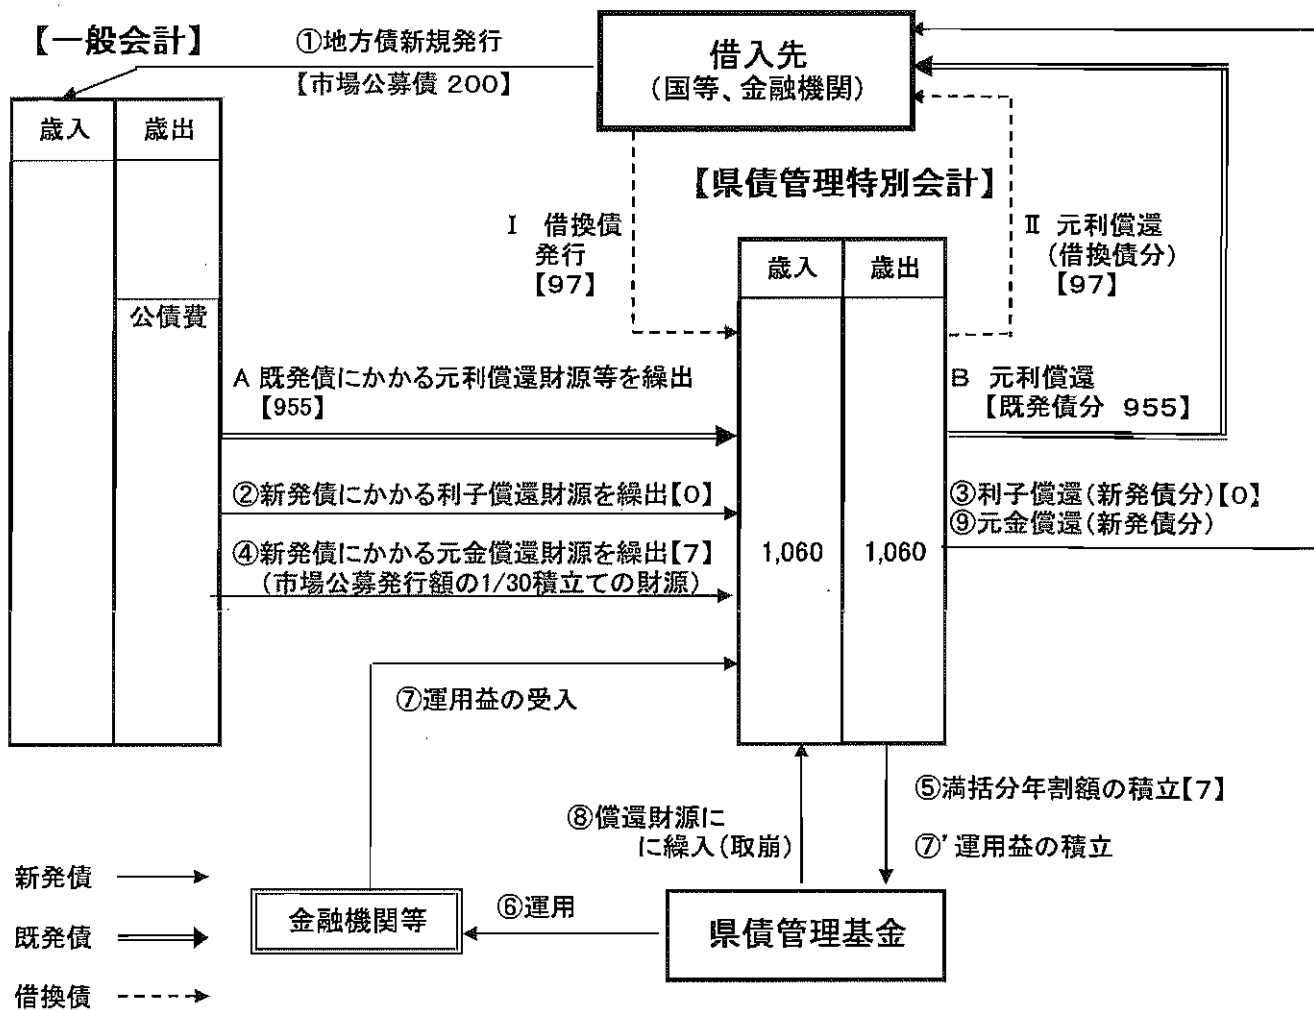 【一般会計】
①地方債新規発行
【市場公募債 200】
借入先
(国等、金融機関)
歳入
歳出
公債費
【県債管理特別会計】
Ⅰ 借換債
発行
【97】
Ⅱ 元利償還
(借換債分)
【97】
歳入
歳出
A 既発債にかかる元利償還財源等を繰出
【955】
B 元利償還
【既発債分 955】
②新発債にかかる利子償還財源を繰出【0】
③利子償還(新発債分)【0】
⑨元金償還(新発債分)
④新発債にかかる元金償還財源を繰出【7】
(市場公募発行額の1/30積立ての財源)
1,060
1,060
⑦運用益の受入
⑧償還財源に
に繰入(取崩)
⑤満括分年割額の積立【7】
⑦'運用益の積立
新発債
既発債
借換債
金融機関等
⑥運用
県債管理基金